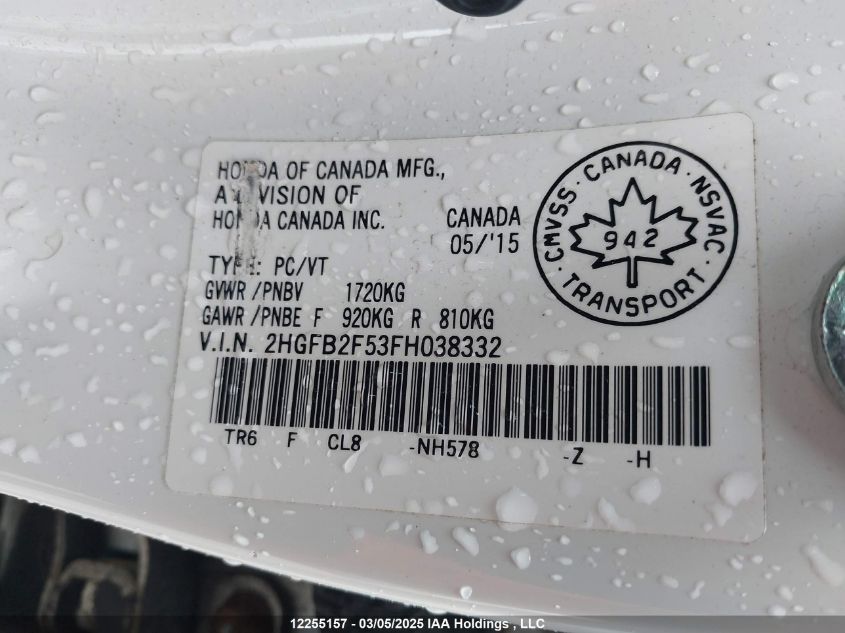 HONDA OF CANADA MFG.,
A DIVISION OF
HONDA CANADA INC.
CANADA
05/'15
TYPE: PC/VT
GVWR /PNBV 1720KG
GAWR /PNBE F 920KG R 810KG
V.I.N. 2HGFB2F53FH038332
TR6 F CL8 -NH578 -Z -H
CMVSS · CANADA · NSVAC · TRANSPORT ·
942
12255157 - 03/05/2025 IAA Holdings , LLC